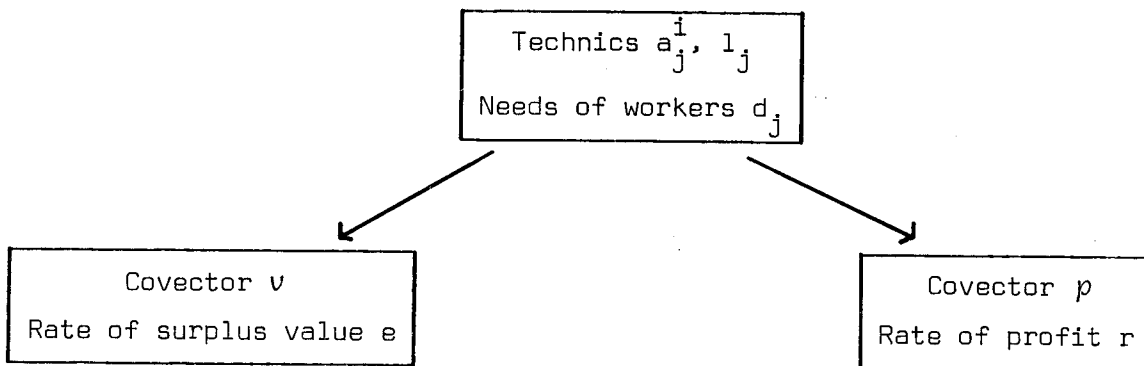 Technics a^i_j, l_j
Needs of workers d_j
Covector v
Rate of surplus value e
Covector p
Rate of profit r